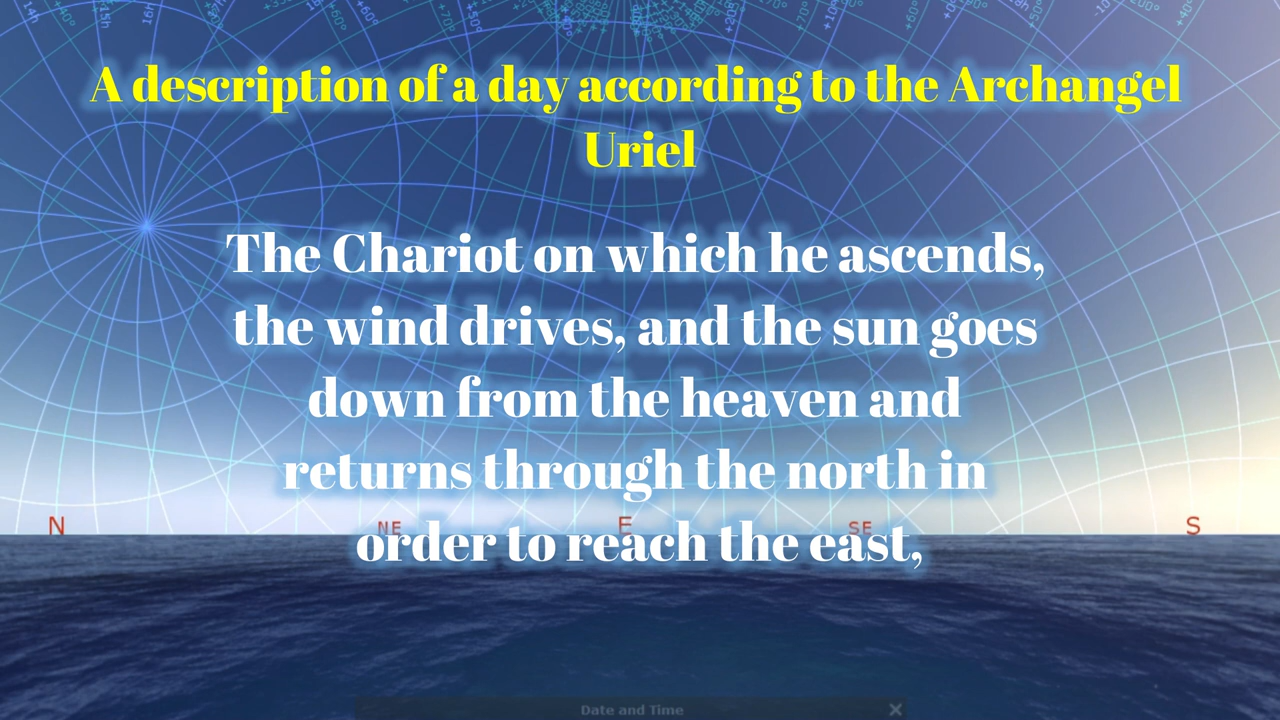 A description of a day according to the Archangel
Uriel
The Chariot on which he ascends,
the wind drives, and the sun goes
down from the heaven and
returns through the north in
order to reach the east,
N NE E SE S
Date and Time